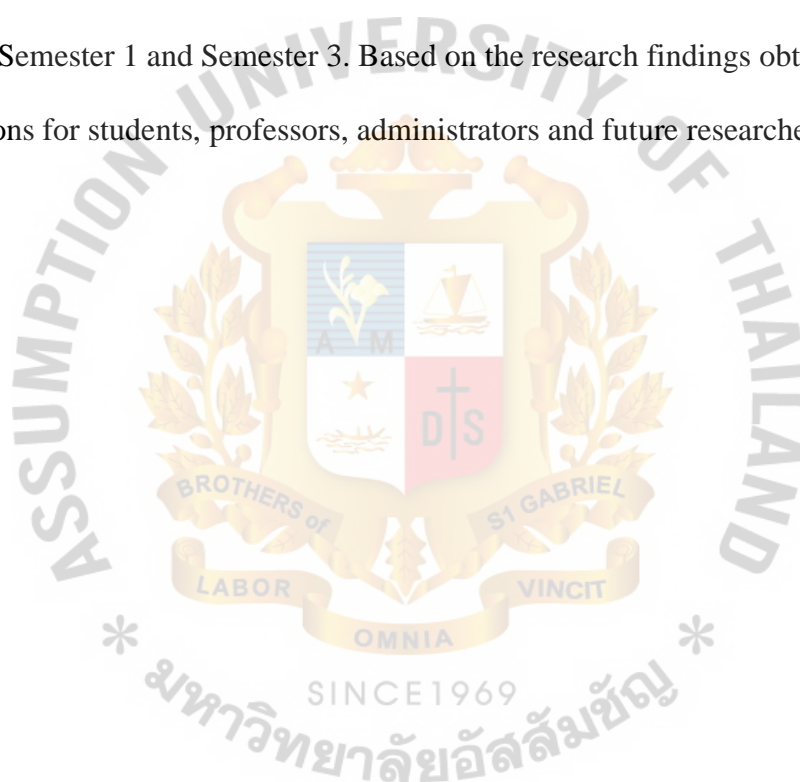 Semester 1 and Semester 3. Based on the research findings obt
ons for students, professors, administrators and future researche
ASSUMPTION UNIVERSITY OF THAILAND
A M
D S
BROTHERS of S1 GABRIEL
LABOR VINCIT
OMNIA
SINCE1969
* มหาวิทยาลัยอัสสัมชัญ *